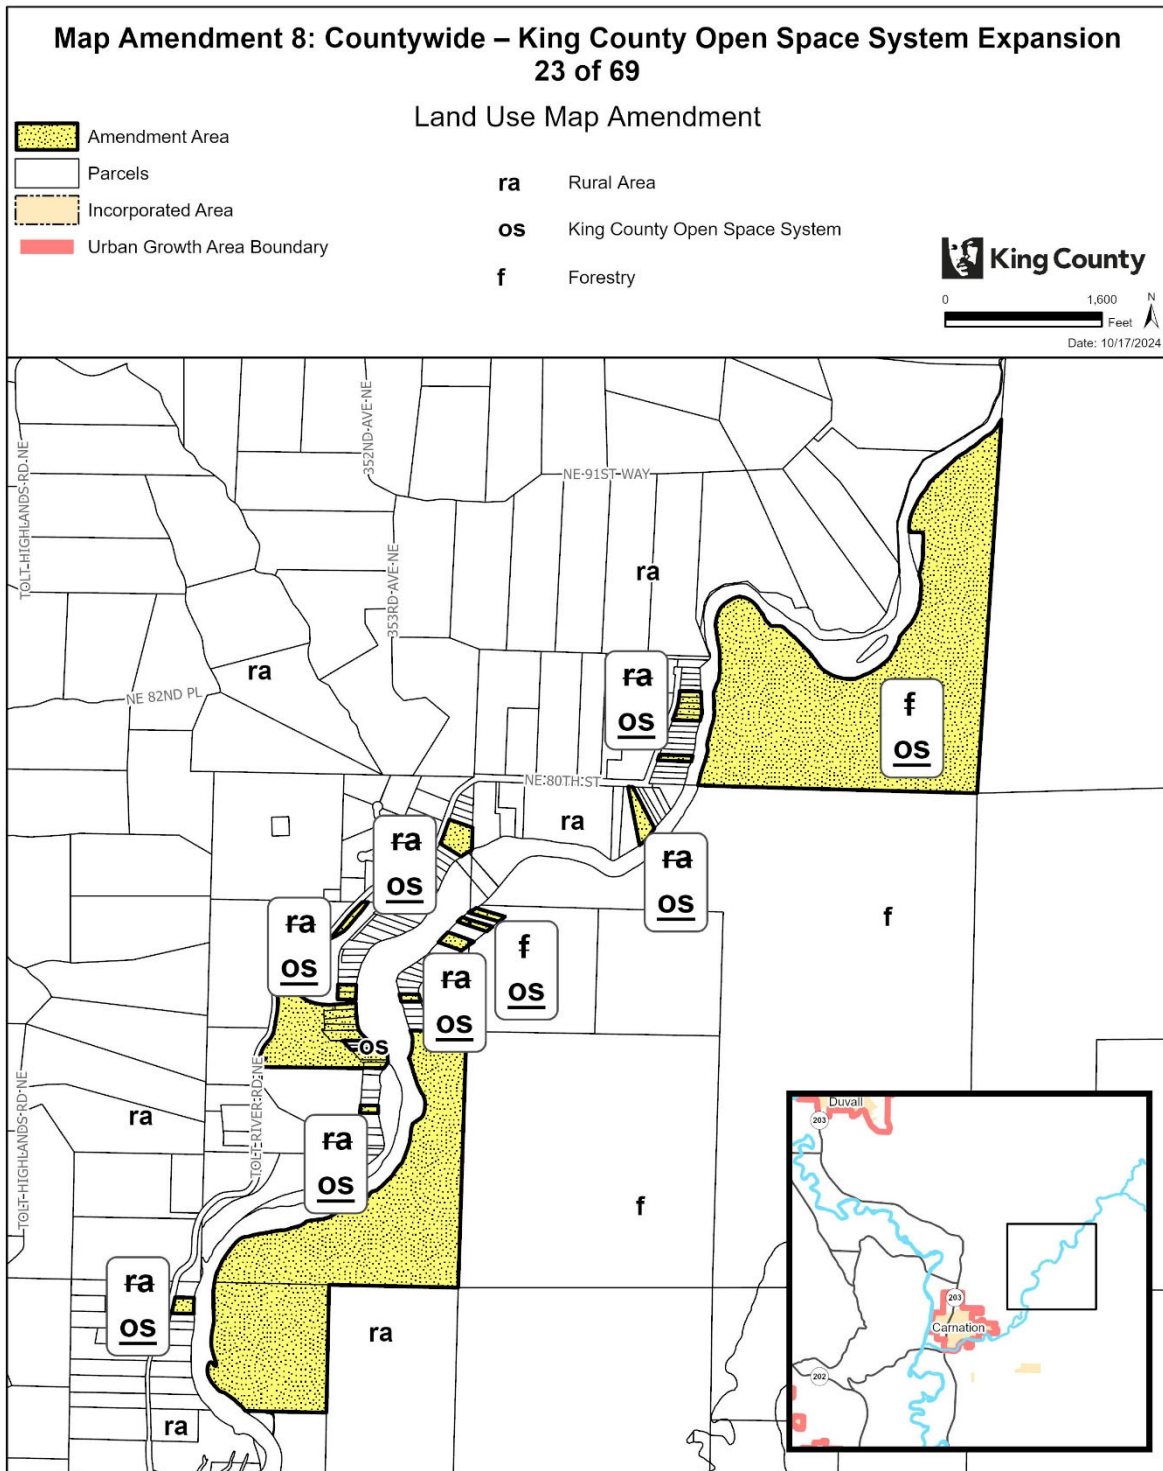 Map Amendment 8: Countywide – King County Open Space System Expansion
23 of 69
Land Use Map Amendment
Amendment Area
Parcels
Incorporated Area
Urban Growth Area Boundary
ra Rural Area
os King County Open Space System
f Forestry
King County
0 1,600
Feet
N
Date: 10/17/2024
TOLT-HIGHLANDS-RD-NE
352ND-AVE-NE
NE-91ST-WAY
353RD-AVE-NE
ra
ra
NE 82ND PL
ra
os
f
os
NE-80TH-ST
ra
ra
os
ra
os
f
ra
os
f
os
ra
os
os
TOLT-HIGHLANDS-RD-NE
TOLT-RIVER-RD-NE
ra
ra
os
f
ra
os
ra
ra
Duvall
203
203
Carnation
202